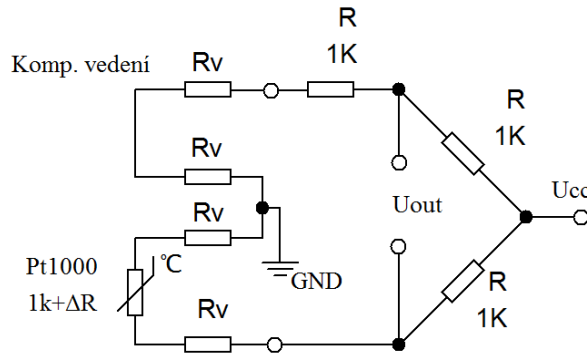 R
1K
Komp. vedení
Rv
R
1K
Rv
Ucc
Rv
Uout
Pt1000
1k+ΔR
°C
GND
R
1K
Rv